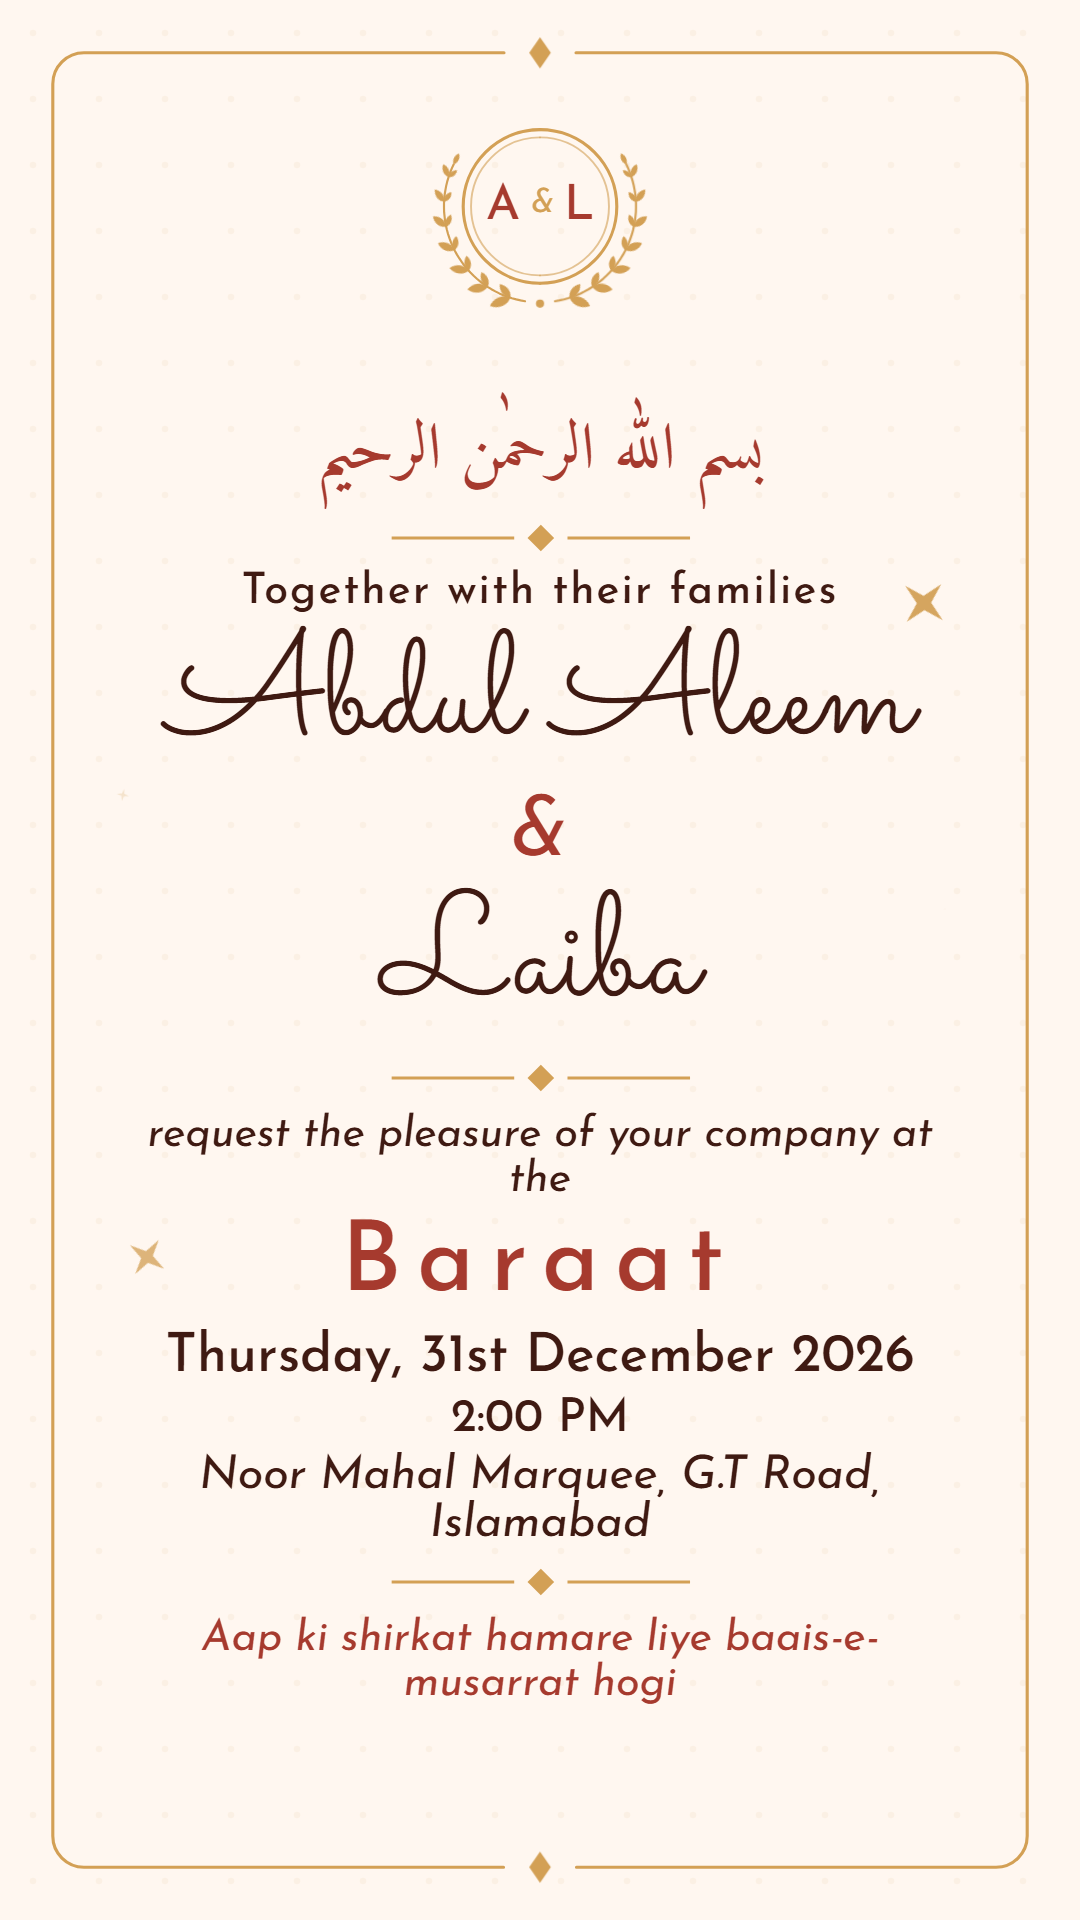 A & L
بسم الله الرحمٰن الرحيم
Together with their families
Abdul Aleem
&
Laiba
request the pleasure of your company at
the
Baraat
Thursday, 31st December 2026
2:00 PM
Noor Mahal Marquee, G.T Road,
Islamabad
Aap ki shirkat hamare liye baais-e-
musarrat hogi